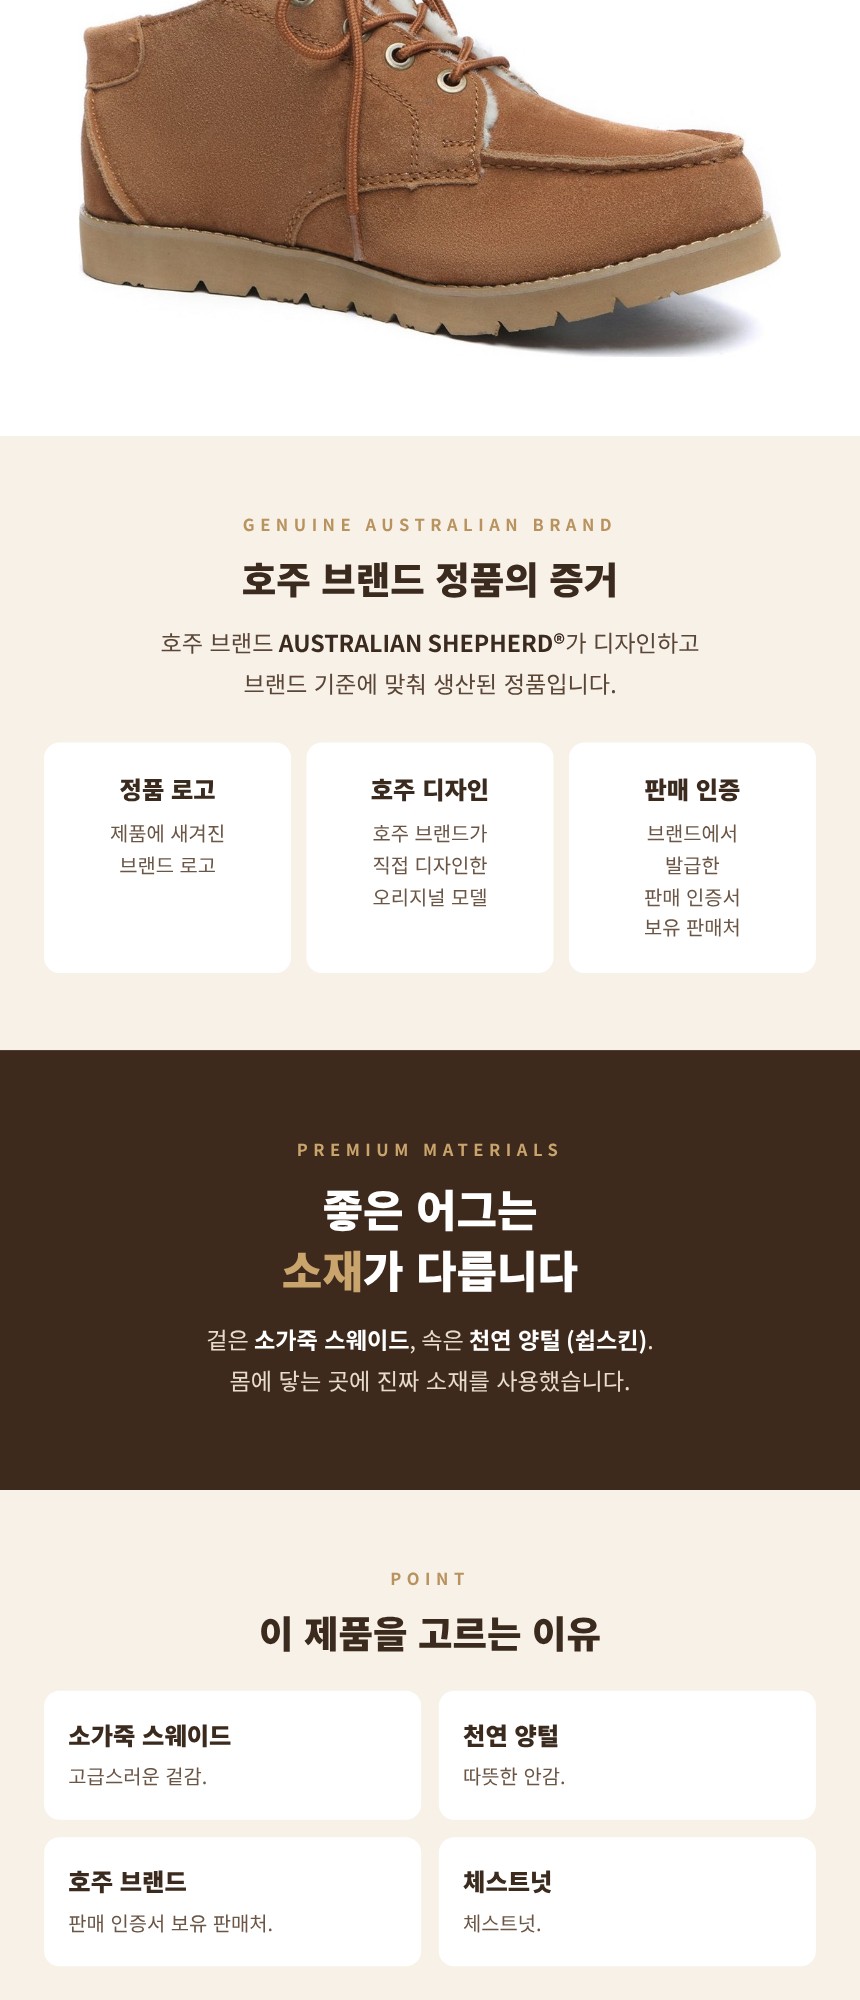 GENUINE AUSTRALIAN BRAND
호주 브랜드 정품의 증거
호주 브랜드 AUSTRALIAN SHEPHERD®가 디자인하고
브랜드 기준에 맞춰 생산된 정품입니다.
정품 로고
제품에 새겨진
브랜드 로고
호주 디자인
호주 브랜드가
직접 디자인한
오리지널 모델
판매 인증
브랜드에서
발급한
판매 인증서
보유 판매처
PREMIUM MATERIALS
좋은 어그는
소재가 다릅니다
겉은 소가죽 스웨이드, 속은 천연 양털 (쉽스킨).
몸에 닿는 곳에 진짜 소재를 사용했습니다.
POINT
이 제품을 고르는 이유
소가죽 스웨이드
고급스러운 겉감.
천연 양털
따뜻한 안감.
호주 브랜드
판매 인증서 보유 판매처.
체스트넛
체스트넛.